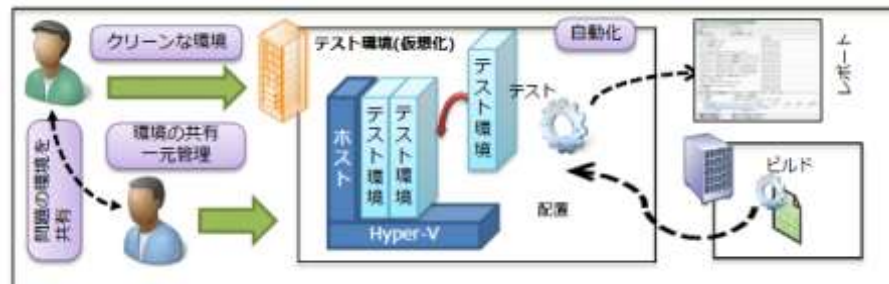 クリーンな環境
テスト環境(仮想化)
自動化
テスト環境
テスト
レポート
環境の共有
一元管理
問題の環境を
共有
ホスト
テスト環境
テスト環境
Hyper-V
配置
ビルド